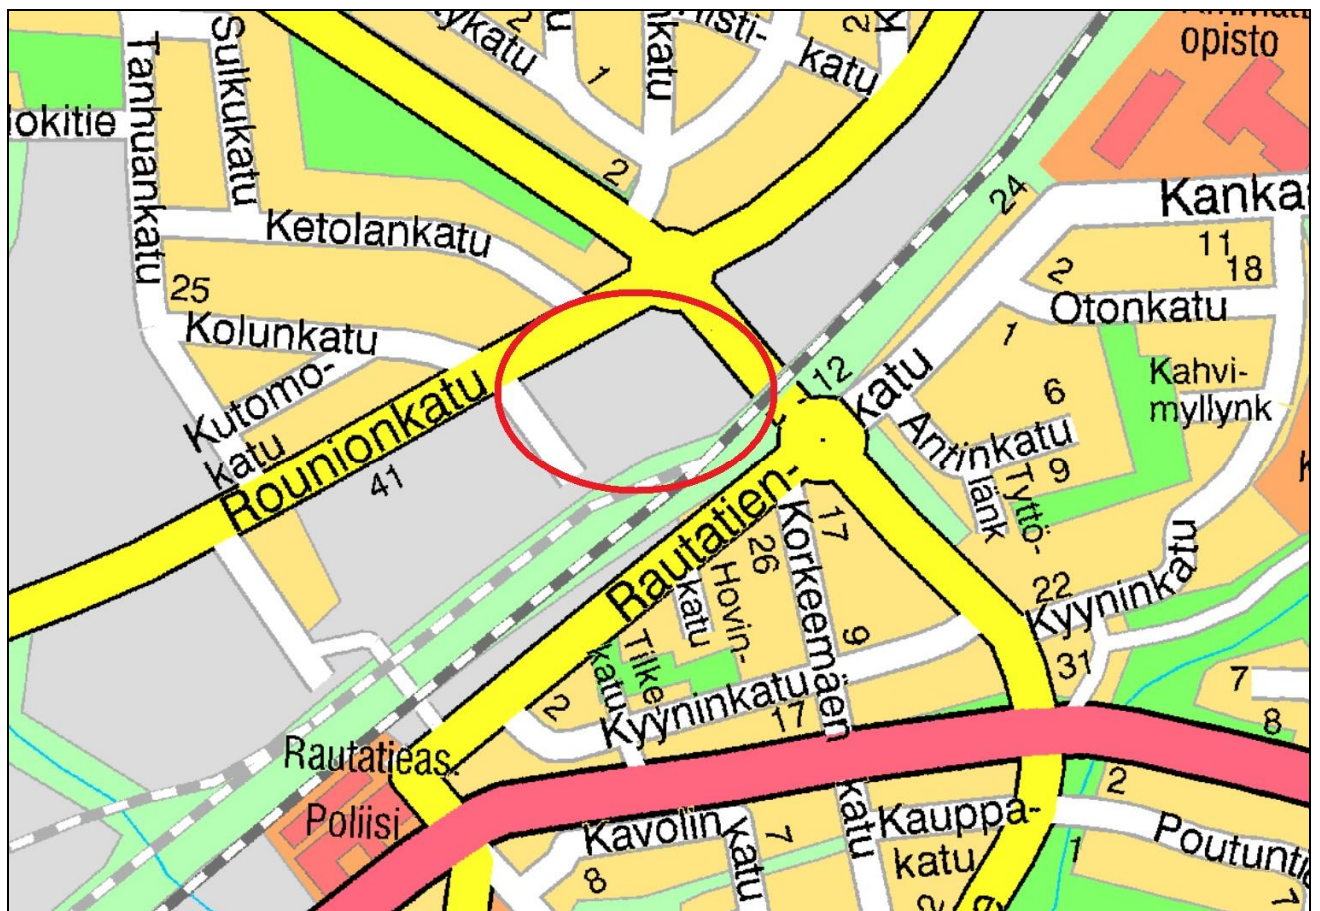 opisto
katu
katu
Tanhuankatu
Sulkukatu
2
1
2
2
24
Ketolankatu
11
18
2
25
Otonkatu
Kolunkatu
1
12
Kahvi-
myllynk
Kutomo-
katu
katu
6
Antinkatu
9
Rounionkatu
41
länk
Tyttö-
Rautatien-
17
26
Korkeemäen
22
Kyyninkatu
katu
Hovin-
9
Tilke
katu
31
7
2
Kyyninkatu
17
8
Rautatieas.
2
Poliisi
Kavolin
katu
7
katu
Kauppa-
katu
1
8
2